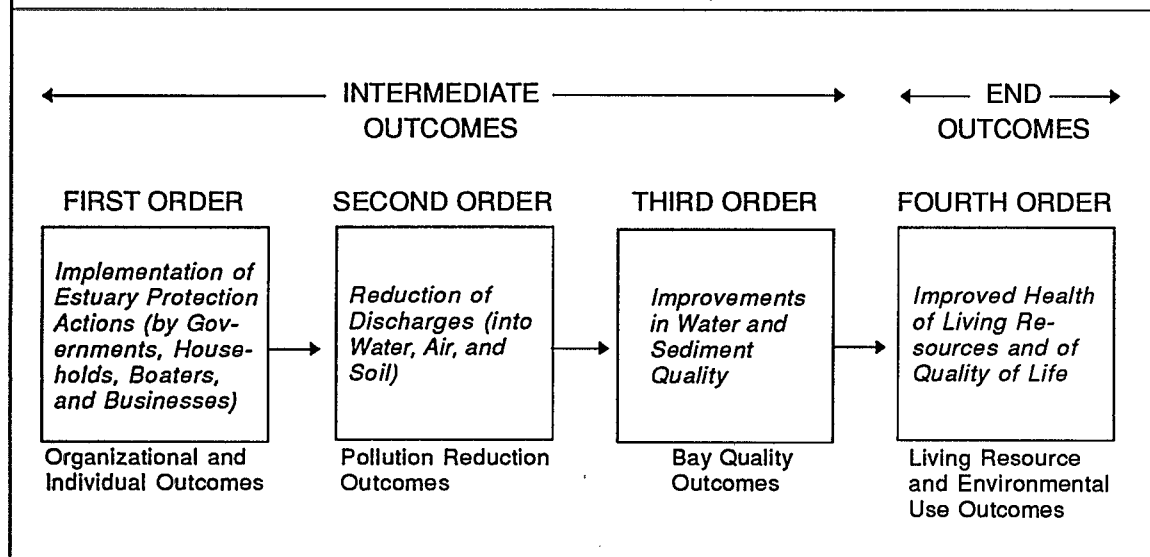 INTERMEDIATE
OUTCOMES
END
OUTCOMES
FIRST ORDER
Implementation of
Estuary Protection
Actions (by Gov-
ernments, House-
holds, Boaters,
and Businesses)
Organizational and
Individual Outcomes
SECOND ORDER
Reduction of
Discharges (into
Water, Air, and
Soil)
Pollution Reduction
Outcomes
THIRD ORDER
Improvements
in Water and
Sediment
Quality
Bay Quality
Outcomes
FOURTH ORDER
Improved Health
of Living Re-
sources and of
Quality of Life
Living Resource
and Environmental
Use Outcomes